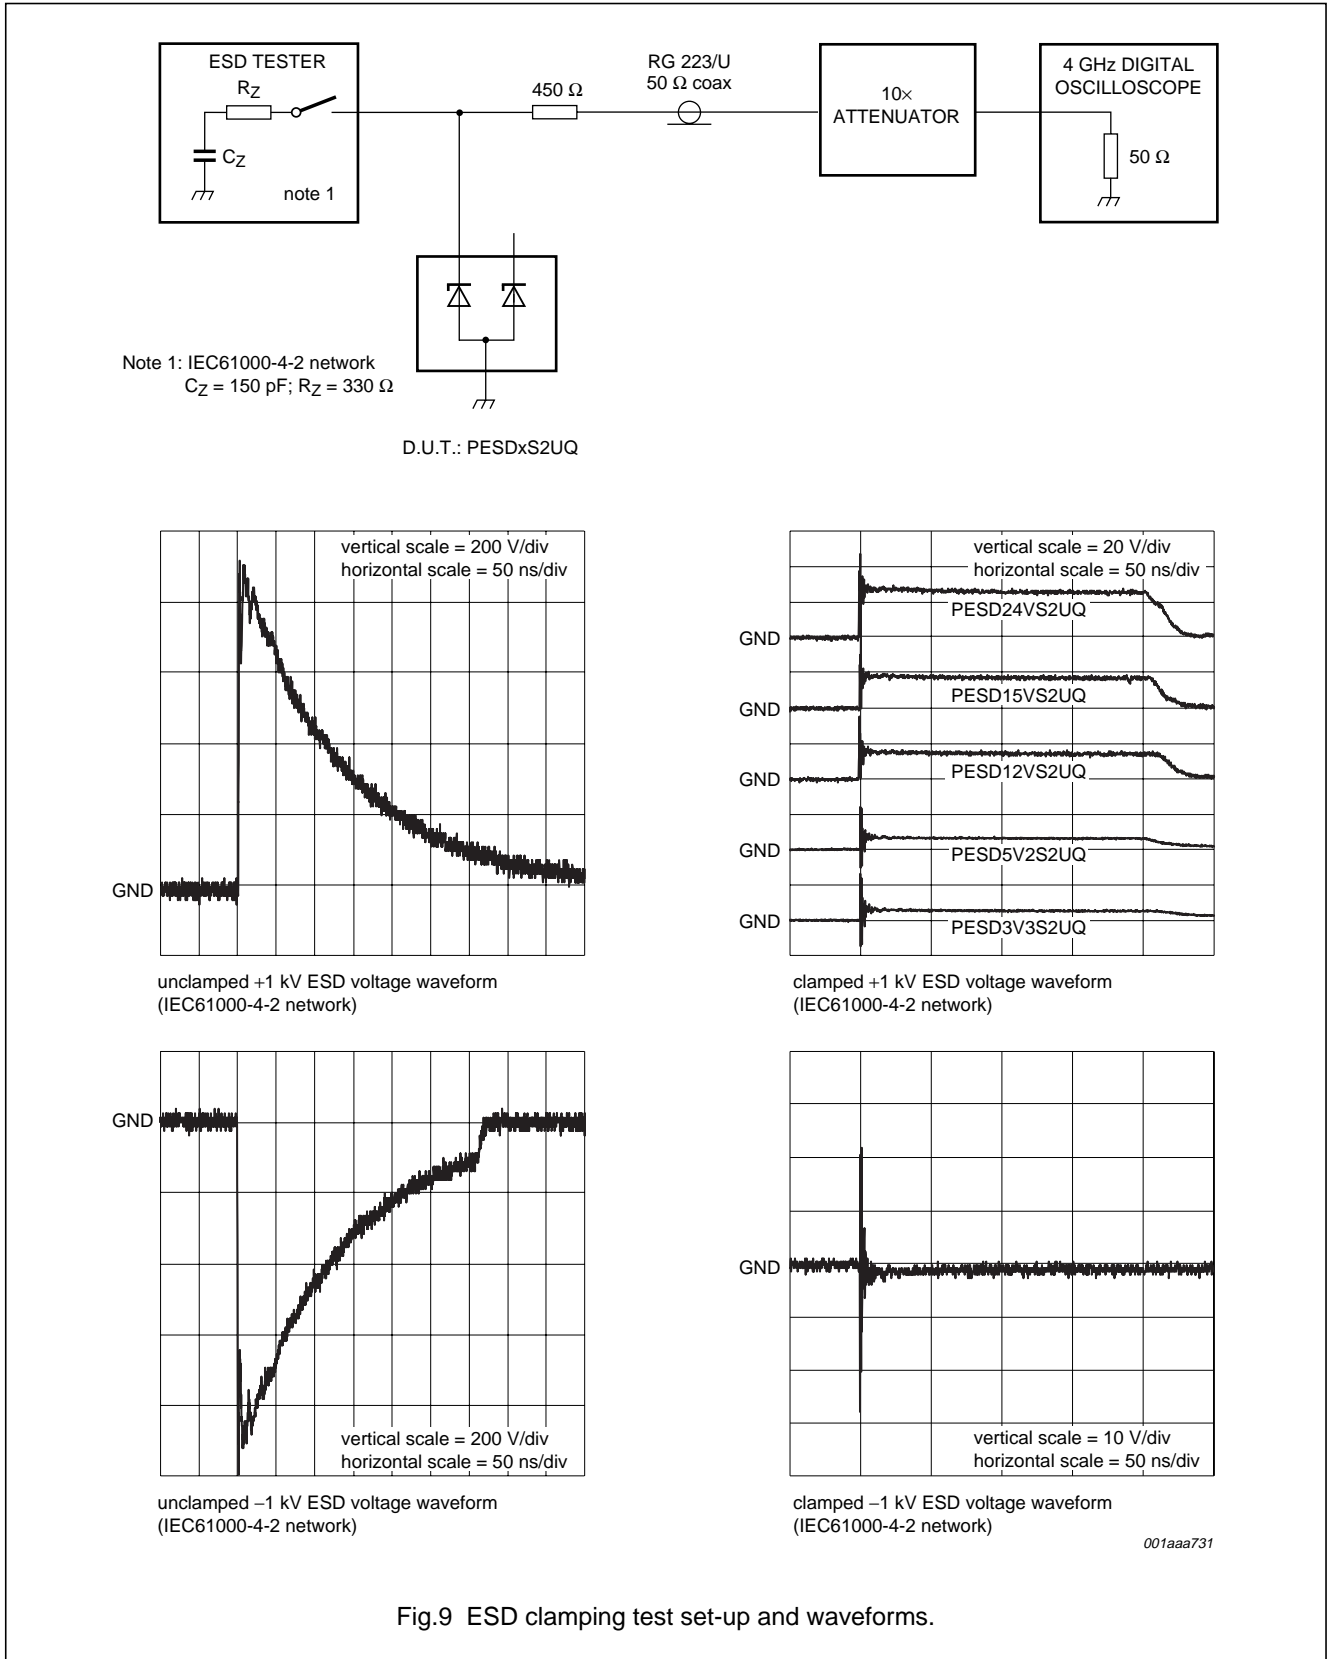 ESD TESTER
RZ
CZ
note 1
450 Ω
RG 223/U
50 Ω coax
10×
ATTENUATOR
4 GHz DIGITAL
OSCILLOSCOPE
50 Ω
Note 1: IEC61000-4-2 network
CZ = 150 pF; RZ = 330 Ω
D.U.T.: PESDxS2UQ
vertical scale = 200 V/div
horizontal scale = 50 ns/div
GND
unclamped +1 kV ESD voltage waveform
(IEC61000-4-2 network)
vertical scale = 20 V/div
horizontal scale = 50 ns/div
PESD24VS2UQ
GND
PESD15VS2UQ
GND
PESD12VS2UQ
GND
PESD5V2S2UQ
GND
PESD3V3S2UQ
GND
clamped +1 kV ESD voltage waveform
(IEC61000-4-2 network)
GND
vertical scale = 200 V/div
horizontal scale = 50 ns/div
unclamped −1 kV ESD voltage waveform
(IEC61000-4-2 network)
GND
vertical scale = 10 V/div
horizontal scale = 50 ns/div
clamped −1 kV ESD voltage waveform
(IEC61000-4-2 network)
001aaa731
Fig.9 ESD clamping test set-up and waveforms.